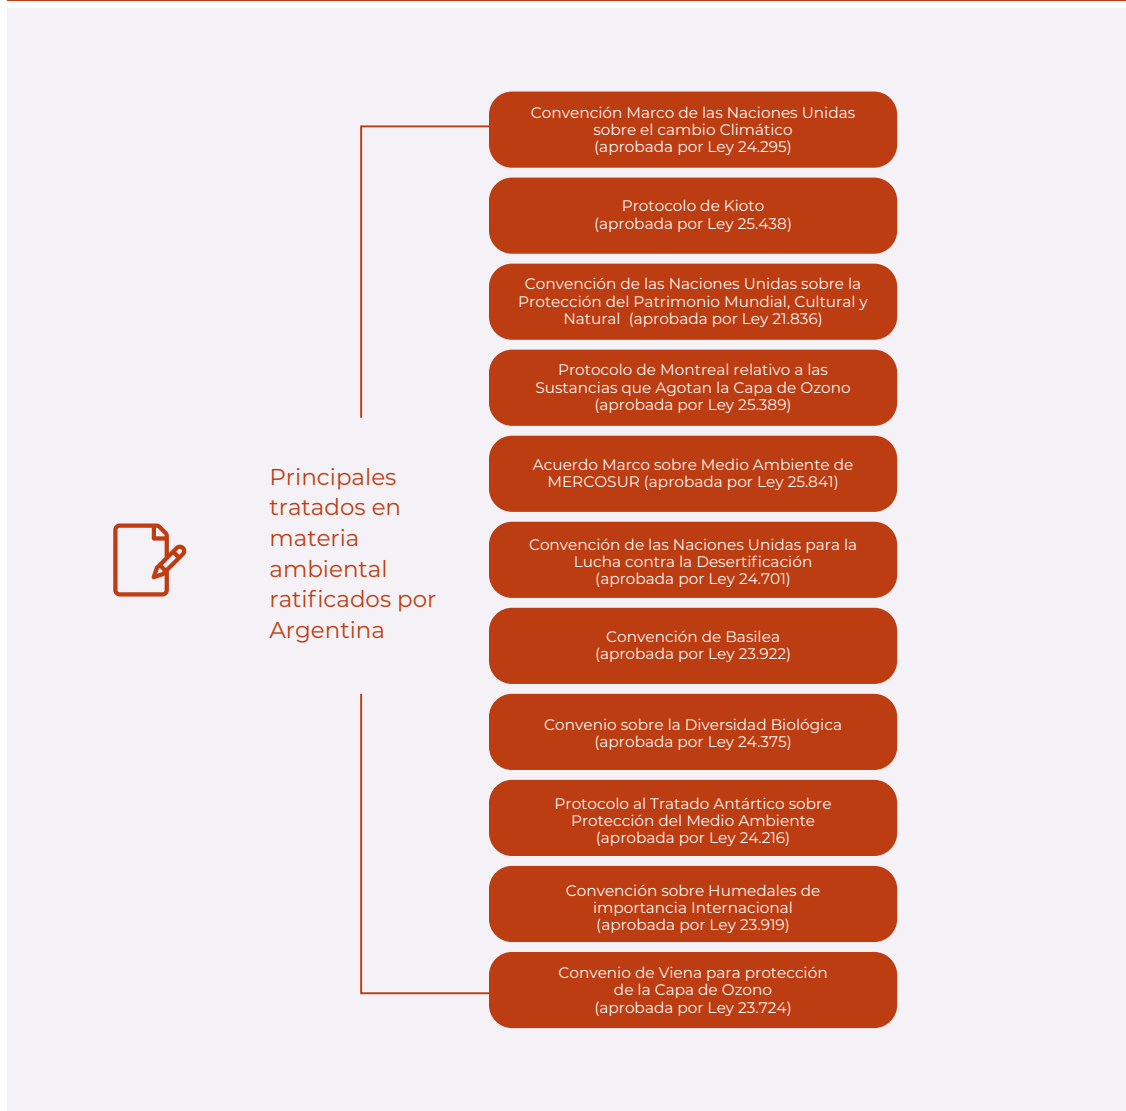 Principales
tratados en
materia
ambiental
ratificados por
Argentina
Convención Marco de las Naciones Unidas
sobre el cambio Climático
(aprobada por Ley 24.295)
Protocolo de Kioto
(aprobada por Ley 25.438)
Convención de las Naciones Unidas sobre la
Protección del Patrimonio Mundial, Cultural y
Natural (aprobada por Ley 21.836)
Protocolo de Montreal relativo a las
Sustancias que Agotan la Capa de Ozono
(aprobada por Ley 25.389)
Acuerdo Marco sobre Medio Ambiente de
MERCOSUR (aprobada por Ley 25.841)
Convención de las Naciones Unidas para la
Lucha contra la Desertificación
(aprobada por Ley 24.701)
Convención de Basilea
(aprobada por Ley 23.922)
Convenio sobre la Diversidad Biológica
(aprobada por Ley 24.375)
Protocolo al Tratado Antártico sobre
Protección del Medio Ambiente
(aprobada por Ley 24.216)
Convención sobre Humedales de
importancia Internacional
(aprobada por Ley 23.919)
Convenio de Viena para protección
de la Capa de Ozono
(aprobada por Ley 23.724)